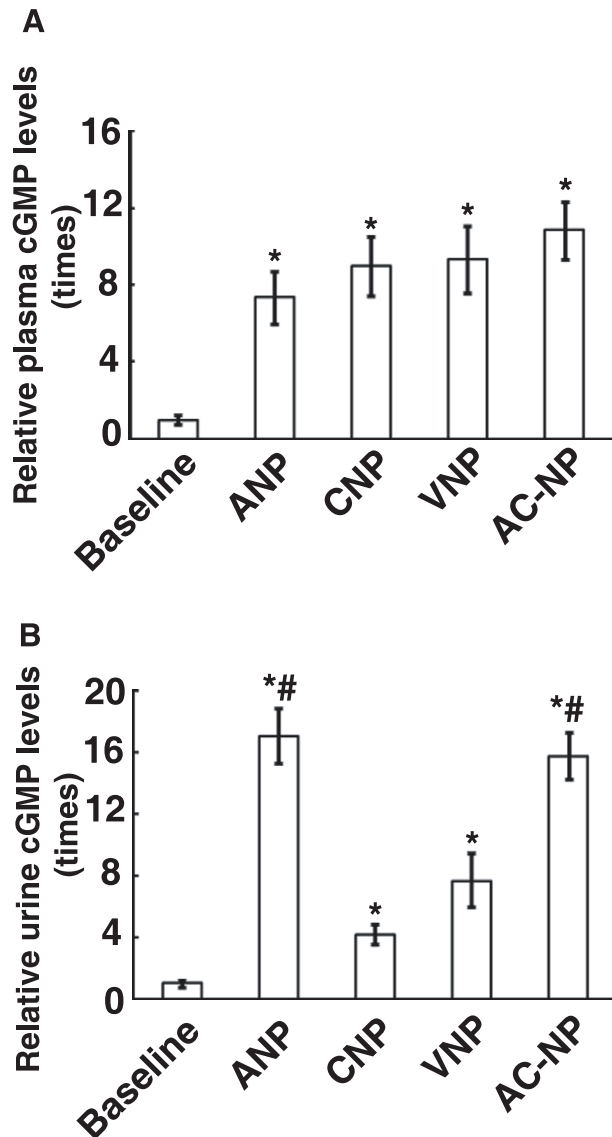 A
Relative plasma cGMP levels
(times)
16
12
8
4
0
*
*
*
*
Baseline
ANP
CNP
VNP
AC-NP
B
Relative urine cGMP levels
(times)
20
16
12
8
4
0
*#
*
*
*#
Baseline
ANP
CNP
VNP
AC-NP